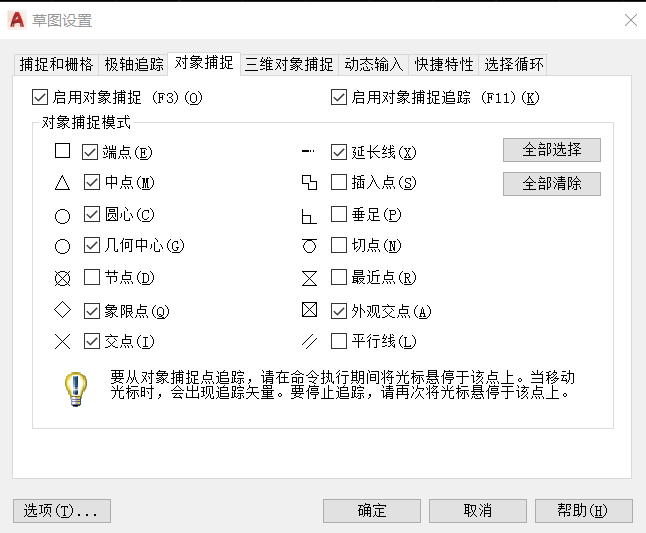 草图设置
捕捉和栅格 极轴追踪 对象捕捉 三维对象捕捉 动态输入 快捷特性 选择循环
启用对象捕捉 (F3)(O) 启用对象捕捉追踪 (F11)(K)
对象捕捉模式
端点(E) 延长线(X) 全部选择
中点(M) 插入点(S) 全部清除
圆心(C) 垂足(P)
几何中心(G) 切点(N)
节点(D) 最近点(R)
象限点(Q) 外观交点(A)
交点(I) 平行线(L)
要从对象捕捉点追踪，请在命令执行期间将光标悬停于该点上。当移动
光标时，会出现追踪矢量。要停止追踪，请再次将光标悬停于该点上。
选项(T)... 确定 取消 帮助(H)